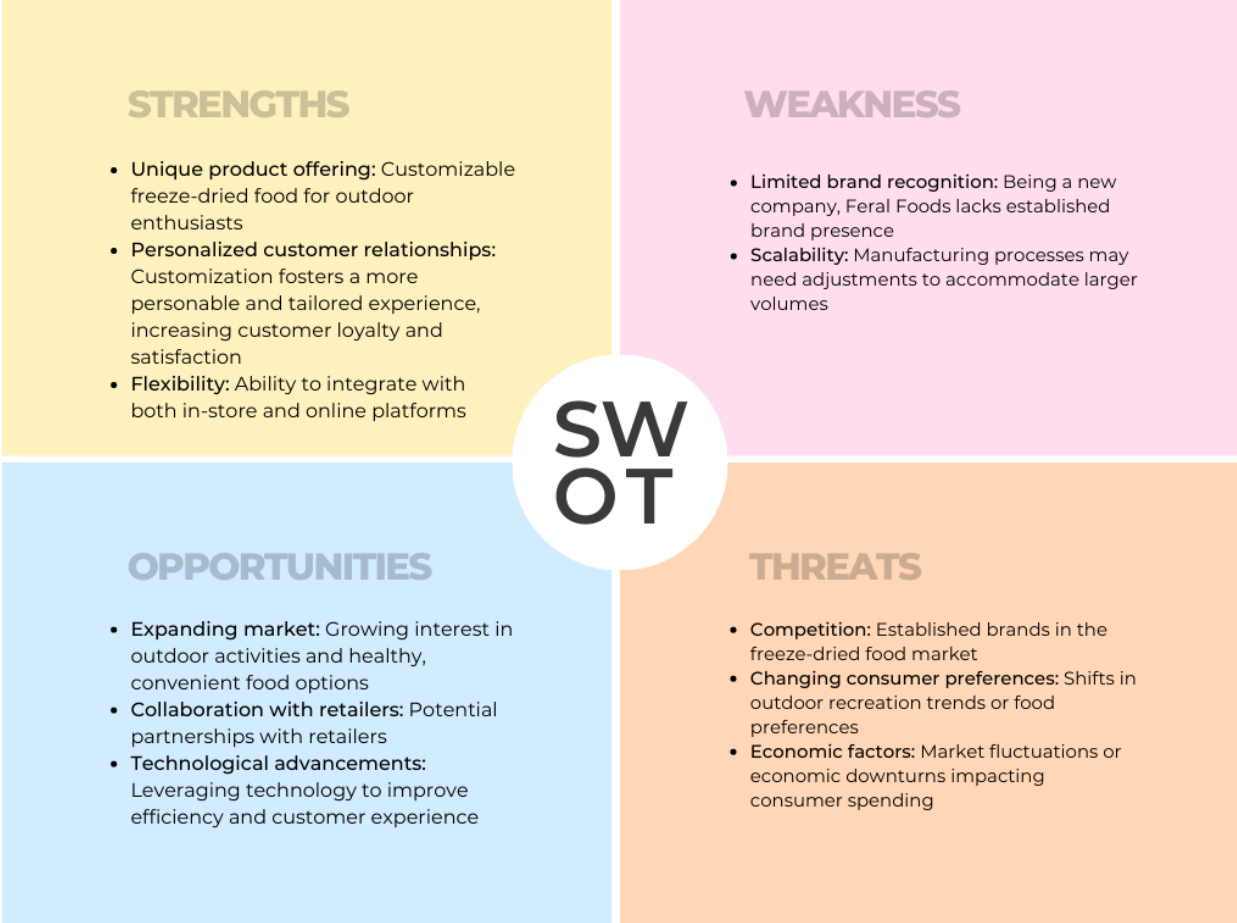 STRENGTHS
• Unique product offering: Customizable
freeze-dried food for outdoor
enthusiasts
• Personalized customer relationships:
Customization fosters a more
personable and tailored experience,
increasing customer loyalty and
satisfaction
• Flexibility: Ability to integrate with
both in-store and online platforms
WEAKNESS
• Limited brand recognition: Being a new
company, Feral Foods lacks established
brand presence
• Scalability: Manufacturing processes may
need adjustments to accommodate larger
volumes
SW
OT
OPPORTUNITIES
• Expanding market: Growing interest in
outdoor activities and healthy,
convenient food options
• Collaboration with retailers: Potential
partnerships with retailers
• Technological advancements:
Leveraging technology to improve
efficiency and customer experience
THREATS
• Competition: Established brands in the
freeze-dried food market
• Changing consumer preferences: Shifts in
outdoor recreation trends or food
preferences
• Economic factors: Market fluctuations or
economic downturns impacting
consumer spending